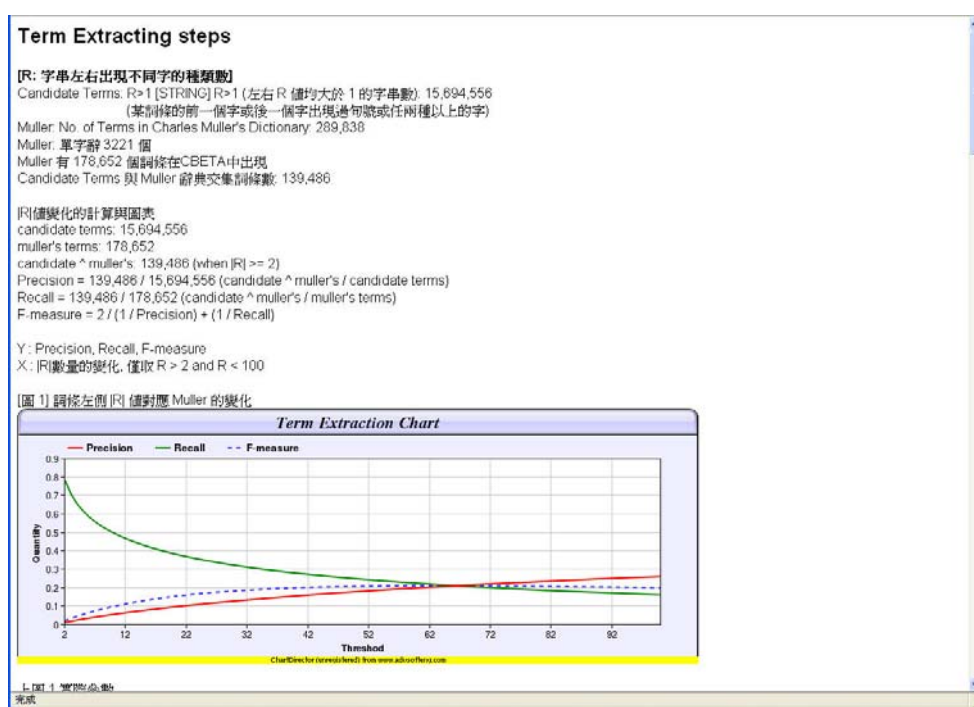 Term Extracting steps
[R: 字串左右出現不同字的種類數]
Candidate Terms: R>1 [STRING] R>1 (左右 R 値均大於 1 的字串數): 15,694,556
(某詞條的前一個字或後一個字出現過句號或任兩種以上的字)
Muller: No. of Terms in Charles Muller's Dictionary: 289,838
Muller: 單字辭 3221 個
Muller 有 178,652 個詞條在CBETA中出現
Candidate Terms 與 Muller 辭典交集詞條數: 139,486
|R|値變化的計算與圖表
candidate terms: 15,694,556
muller's terms: 178,652
candidate ^ muller's: 139,486 (when |R| >= 2)
Precision = 139,486 / 15,694,556 (candidate ^ muller's / candidate terms)
Recall = 139,486 / 178,652 (candidate ^ muller's / muller's terms)
F-measure = 2 / (1 / Precision) + (1 / Recall)
Y : Precision, Recall, F-measure
X : |R|數量的變化, 僅取 R > 2 and R < 100
[圖 1] 詞條左側 |R| 値對應 Muller 的變化
Term Extraction Chart
Precision Recall F-measure
0.9
0.8
0.7
0.6
0.5
0.4
0.3
0.2
0.1
0
Quantity
2 12 22 32 42 52 62 72 82 92
Threshod
ChartDirector (unregistered) from www.advsofteng.com
完成